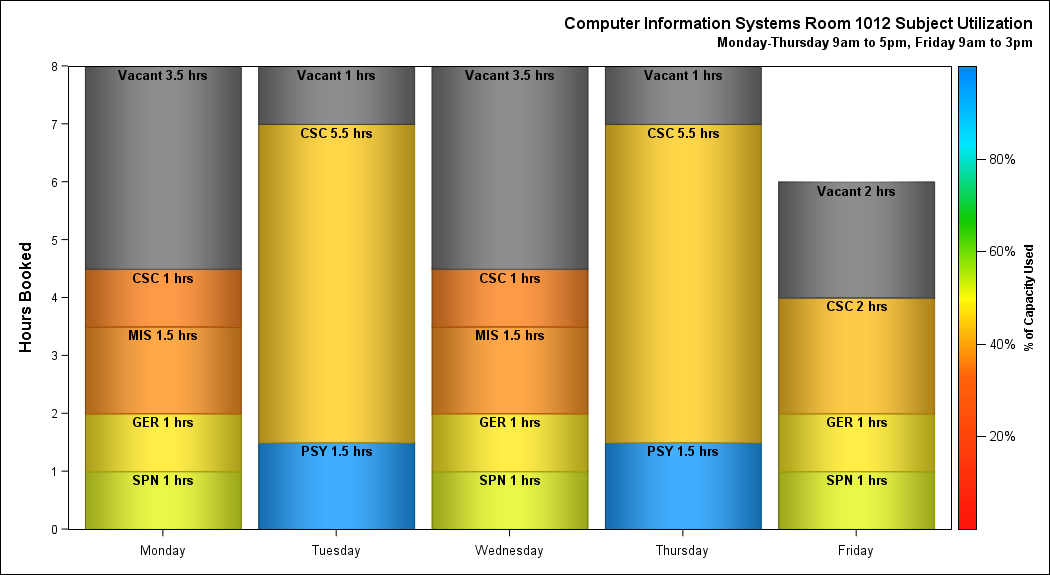 Computer Information Systems Room 1012 Subject Utilization
Monday-Thursday 9am to 5pm, Friday 9am to 3pm
Hours Booked
8
7
6
5
4
3
2
1
0
Vacant 3.5 hrs
CSC 1 hrs
MIS 1.5 hrs
GER 1 hrs
SPN 1 hrs
Vacant 1 hrs
CSC 5.5 hrs
PSY 1.5 hrs
Vacant 3.5 hrs
CSC 1 hrs
MIS 1.5 hrs
GER 1 hrs
SPN 1 hrs
Vacant 1 hrs
CSC 5.5 hrs
PSY 1.5 hrs
Vacant 2 hrs
CSC 2 hrs
GER 1 hrs
SPN 1 hrs
Monday
Tuesday
Wednesday
Thursday
Friday
80%
60%
40%
20%
% of Capacity Used